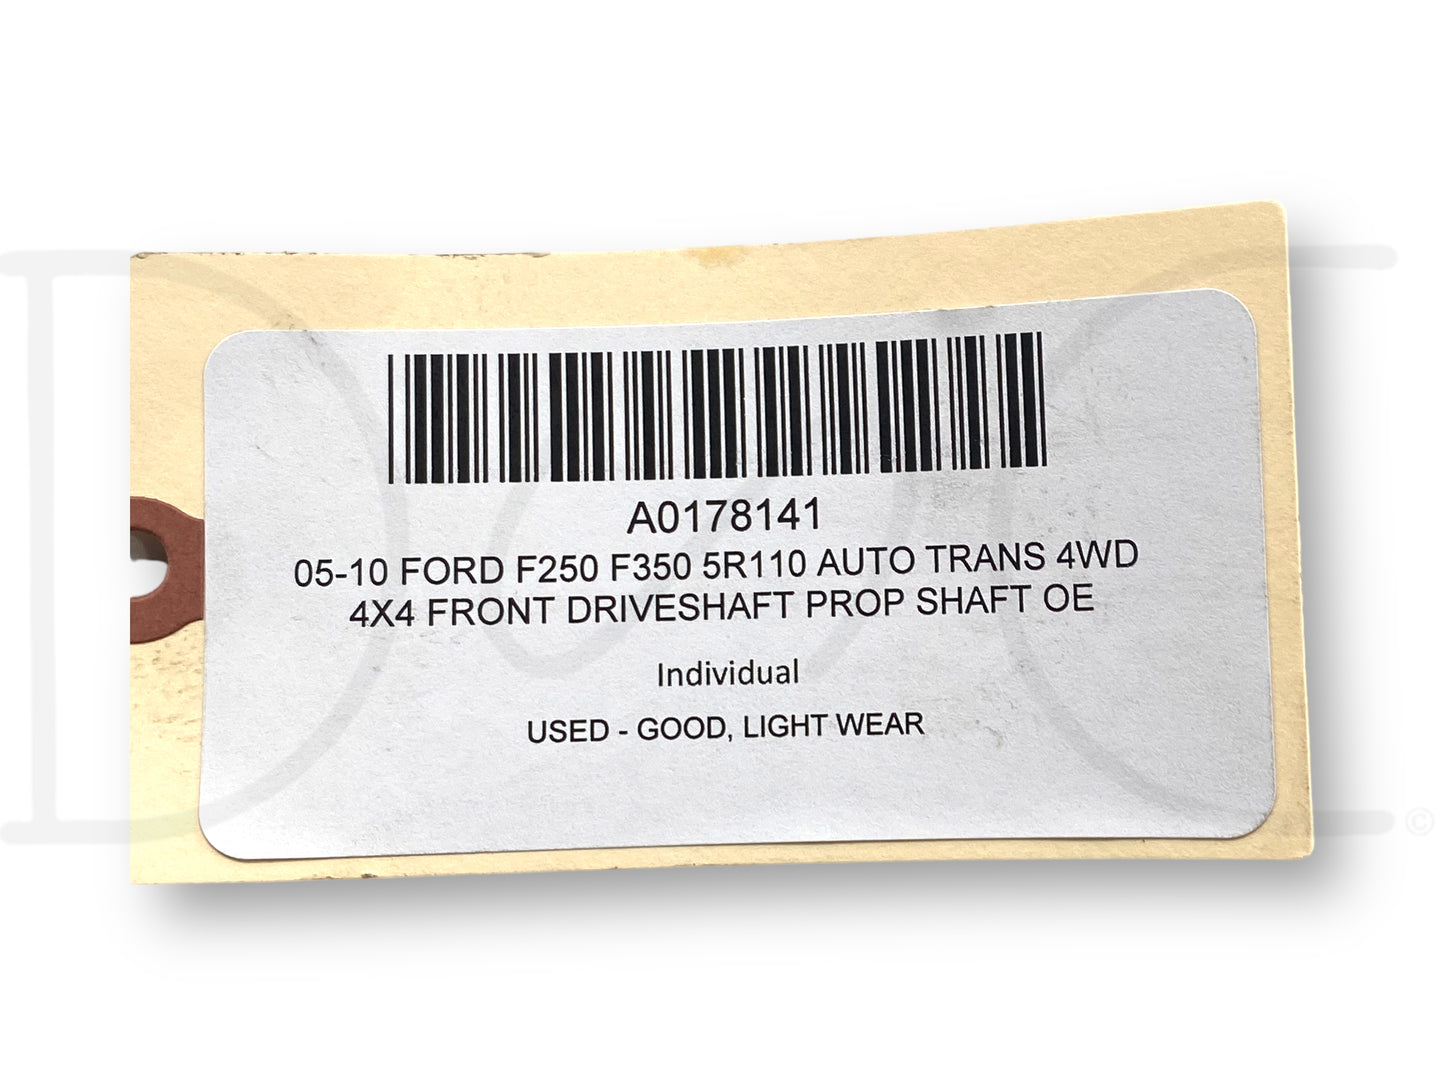 A0178141
05-10 FORD F250 F350 5R110 AUTO TRANS 4WD
4X4 FRONT DRIVESHAFT PROP SHAFT OE
Individual
USED - GOOD, LIGHT WEAR
©